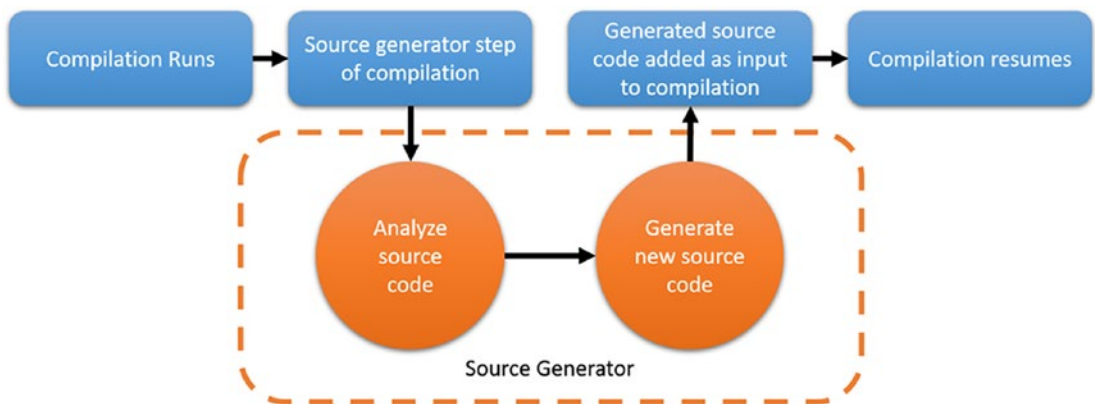 Compilation Runs
Source generator step
of compilation
Generated source
code added as input
to compilation
Compilation resumes
Analyze
source
code
Generate
new source
code
Source Generator